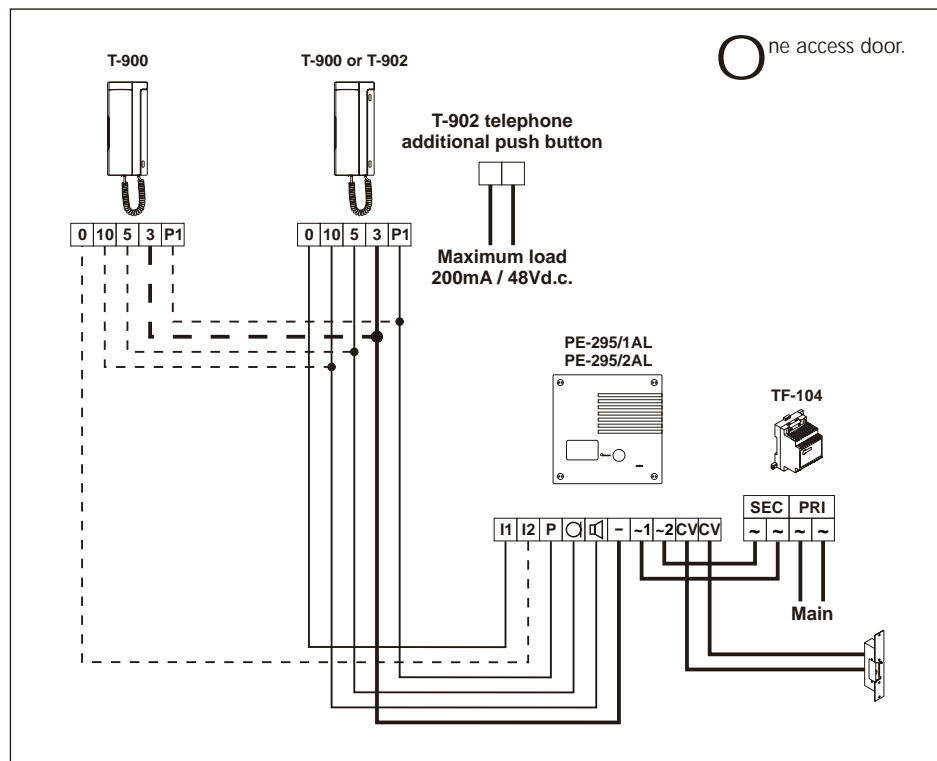 One access door.
T-900
T-900 or T-902
T-902 telephone
additional push button
0 10 5 3 P1
0 10 5 3 P1
Maximum load
200mA / 48Vd.c.
PE-295/1AL
PE-295/2AL
TF-104
SEC PRI
I1 I2 P – ~1 ~2 CV CV
~ ~ ~ ~
Main